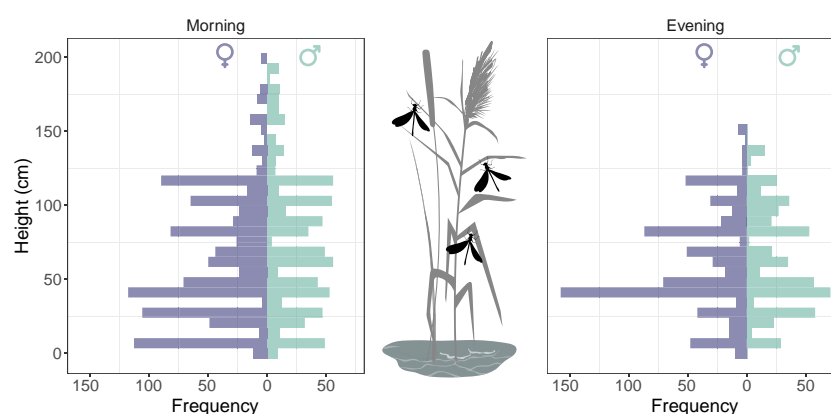 Morning
Evening
♀ ♂
♀ ♂
Height (cm)
200
150
100
50
0
150 100 50 0 50
150 100 50 0 50
Frequency
Frequency